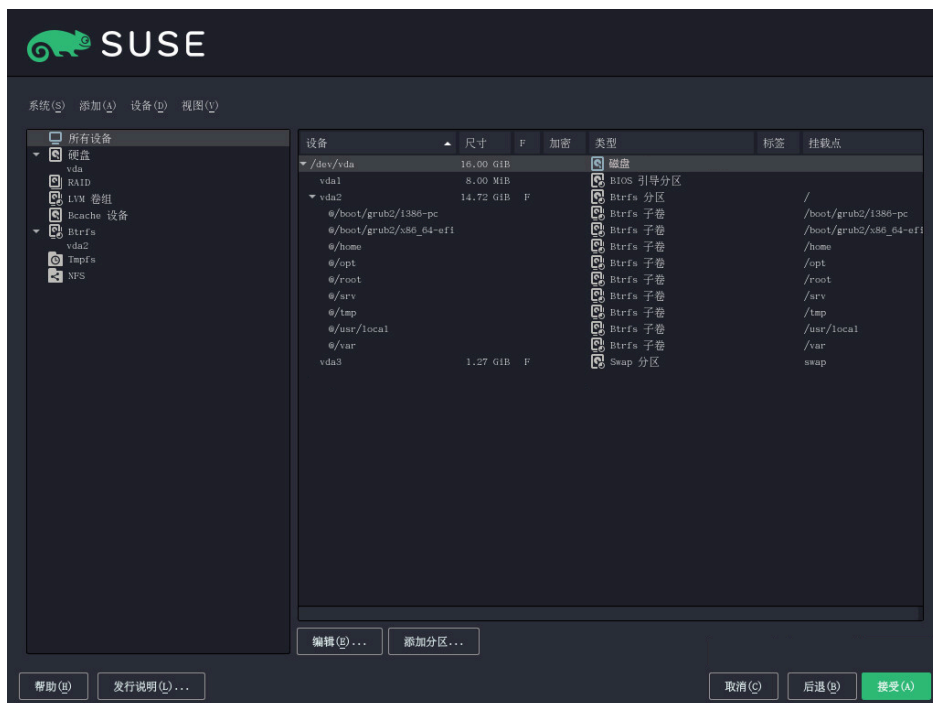 SUSE
系统(S) 添加(A) 设备(D) 视图(V)
所有设备
硬盘
vda
RAID
LVM 卷组
Bcache 设备
Btrfs
vda2
Tmpfs
NFS
设备 尺寸 F 加密 类型 标签 挂载点
/dev/vda 16.00 GiB 磁盘
vda1 8.00 MiB BIOS 引导分区
vda2 14.72 GiB F Btrfs 分区 /
@/boot/grub2/i386-pc Btrfs 子卷 /boot/grub2/i386-pc
@/boot/grub2/x86_64-efi Btrfs 子卷 /boot/grub2/x86_64-efi
@/home Btrfs 子卷 /home
@/opt Btrfs 子卷 /opt
@/root Btrfs 子卷 /root
@/srv Btrfs 子卷 /srv
@/tmp Btrfs 子卷 /tmp
@/usr/local Btrfs 子卷 /usr/local
@/var Btrfs 子卷 /var
vda3 1.27 GiB F Swap 分区 swap
编辑(E)... 添加分区...
帮助(H) 发行说明(L)... 取消(C) 后退(B) 接受(A)